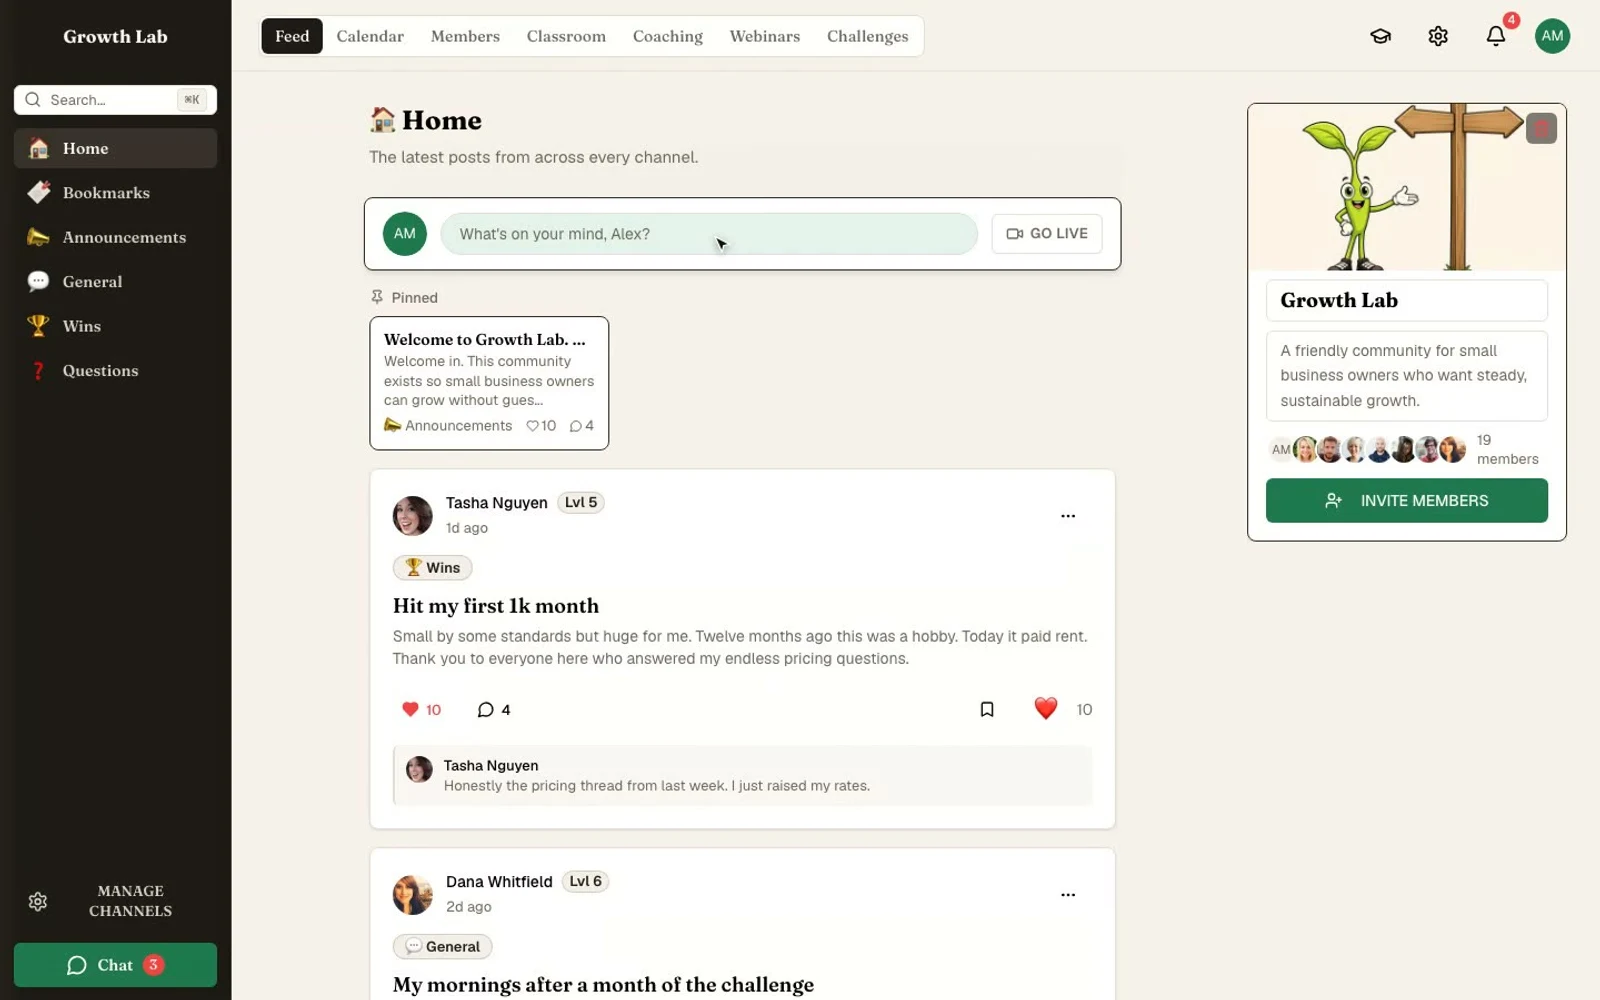 Growth Lab
Search...
⌘K
Home
Bookmarks
Announcements
General
Wins
Questions
MANAGE
CHANNELS
Chat 3
Feed Calendar Members Classroom Coaching Webinars Challenges
4
AM
Home
The latest posts from across every channel.
AM
What's on your mind, Alex?
GO LIVE
Pinned
Welcome to Growth Lab. ...
Welcome in. This community
exists so small business owners
can grow without gues...
Announcements 10 4
Tasha Nguyen Lvl 5
1d ago
Wins
Hit my first 1k month
Small by some standards but huge for me. Twelve months ago this was a hobby. Today it paid rent.
Thank you to everyone here who answered my endless pricing questions.
10 4 10
Tasha Nguyen
Honestly the pricing thread from last week. I just raised my rates.
Dana Whitfield Lvl 6
2d ago
General
My mornings after a month of the challenge
Growth Lab
A friendly community for small
business owners who want steady,
sustainable growth.
AM
19
members
INVITE MEMBERS